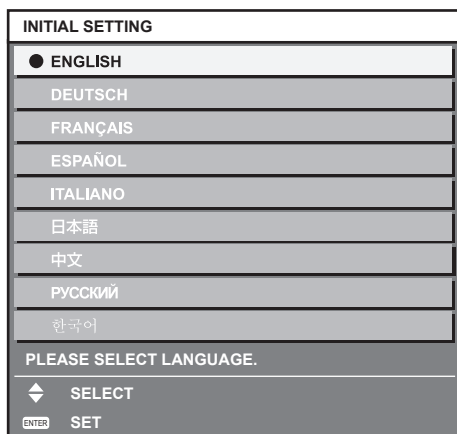 INITIAL SETTING
ENGLISH
DEUTSCH
FRANÇAIS
ESPAÑOL
ITALIANO
日本語
中文
РУССКИЙ
한국어
PLEASE SELECT LANGUAGE.
SELECT
ENTER SET